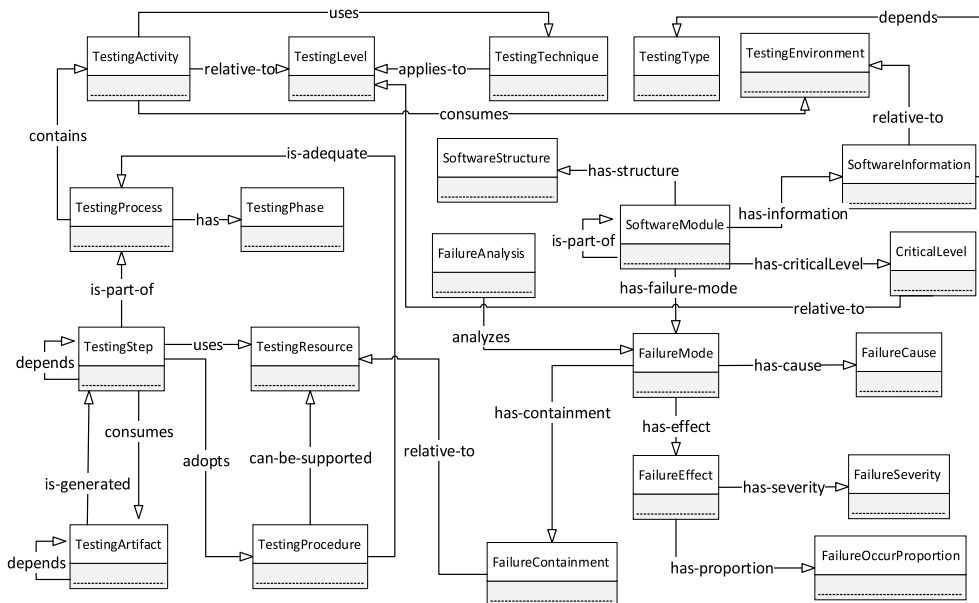 uses
depends
TestingActivity
relative-to
TestingLevel
applies-to
TestingTechnique
TestingType
TestingEnvironment
consumes
contains
relative-to
is-adequate
SoftwareStructure
has-structure
SoftwareInformation
TestingProcess
has
TestingPhase
SoftwareModule
has-information
is-part-of
FailureAnalysis
has-criticalLevel
CriticalLevel
is-part-of
has-failure-mode
relative-to
TestingStep
uses
TestingResource
analyzes
FailureMode
has-cause
FailureCause
depends
has-containment
has-effect
consumes
adopts
can-be-supported
relative-to
is-generated
FailureEffect
has-severity
FailureSeverity
TestingArtifact
depends
TestingProcedure
FailureContainment
has-proportion
FailureOccurProportion